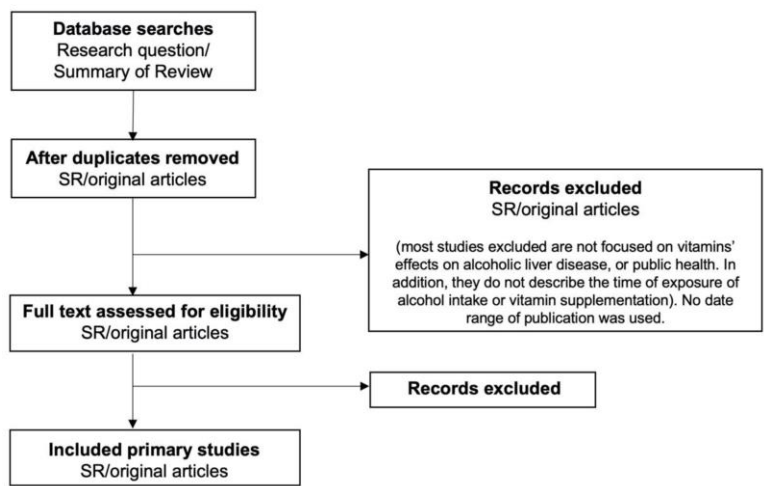 Database searches
Research question/
Summary of Review
After duplicates removed
SR/original articles
Records excluded
SR/original articles
(most studies excluded are not focused on vitamins'
effects on alcoholic liver disease, or public health. In
addition, they do not describe the time of exposure of
alcohol intake or vitamin supplementation). No date
range of publication was used.
Full text assessed for eligibility
SR/original articles
Records excluded
Included primary studies
SR/original articles